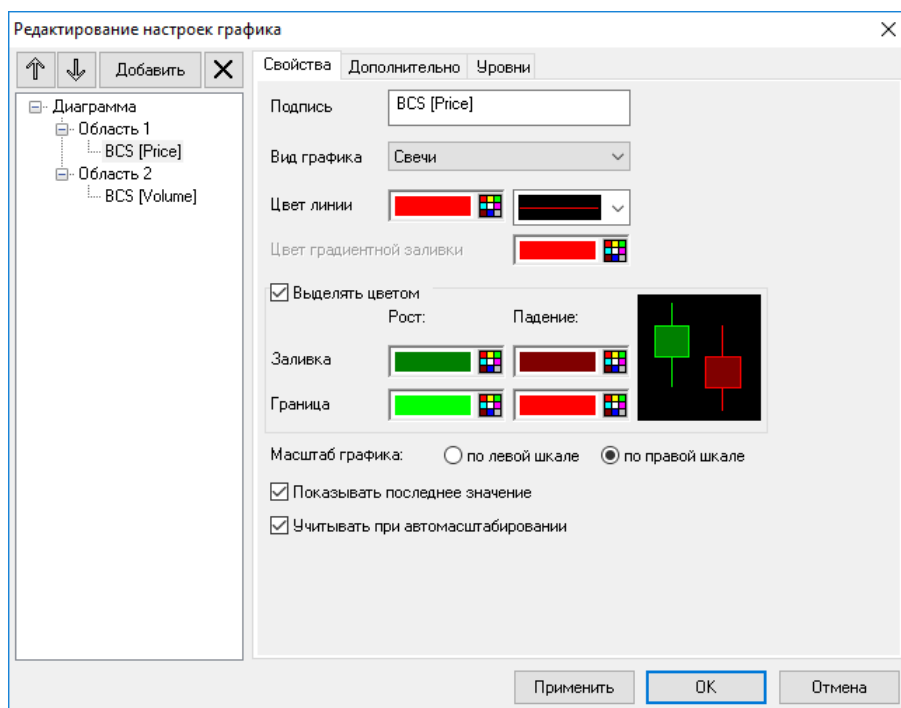 Редактирование настроек графика
Добавить
Диаграмма
Область 1
BCS [Price]
Область 2
BCS [Volume]
Свойства Дополнительно Уровни
Подпись BCS [Price]
Вид графика Свечи
Цвет линии
Цвет градиентной заливки
Выделять цветом
Рост: Падение:
Заливка
Граница
Масштаб графика: по левой шкале по правой шкале
Показывать последнее значение
Учитывать при автомасштабировании
Применить OK Отмена